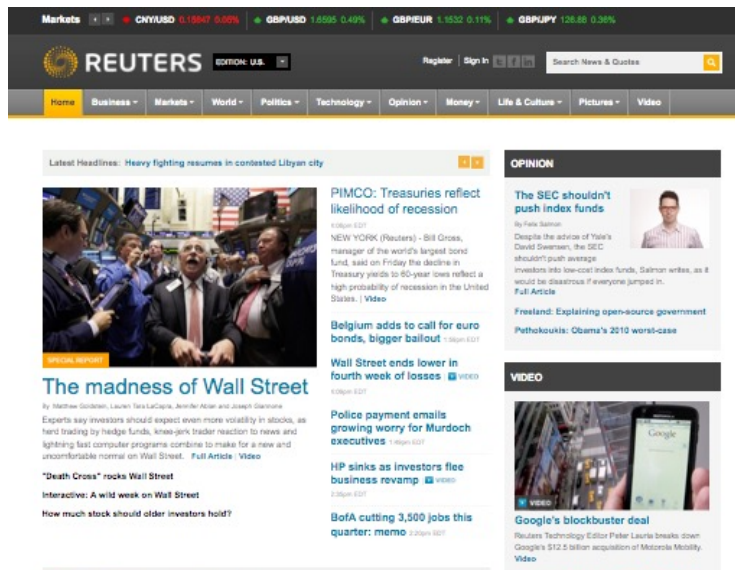 Markets CNY/USD 0.15647 0.05% GBP/USD 1.6595 0.49% GBP/EUR 1.1532 0.11% GBP/JPY 126.88 0.36%
REUTERS EDITION: U.S. Register Sign In Search News & Quotes
Home Business Markets World Politics Technology Opinion Money Life & Culture Pictures Video
Latest Headlines: Heavy fighting resumes in contested Libyan city
SPECIAL REPORT
The madness of Wall Street
By Matthew Goldstein, Lauren Tara LaCapra, Jennifer Ablan and Joseph Giannone
Experts say investors should expect even more volatility in stocks, as
herd trading by hedge funds, knee-jerk trader reaction to news and
lightning fast computer programs combine to make for a new and
uncomfortable normal on Wall Street. Full Article | Video
"Death Cross" rocks Wall Street
Interactive: A wild week on Wall Street
How much stock should older investors hold?
PIMCO: Treasuries reflect
likelihood of recession
EDT
NEW YORK (Reuters) - Bill
Gross, manager of the world's largest bond
fund, said on Friday the decline in
Treasury yields to 60-year lows reflect a
high probability of recession in the United
States. | Video
Belgium adds to call for euro
bonds, bigger bailout EDT
Wall Street ends lower in
fourth week of losses | VIDEO
EDT
Police payment emails
growing worry for Murdoch
executives EDT
HP sinks as investors flee
business revamp | VIDEO
EDT
BofA cutting 3,500 jobs this
quarter: memo EDT
OPINION
The SEC shouldn't
push index funds
By Felix Salmon
Despite the advice of Yale's
David Swensen, the SEC
shouldn't push average
investors into low-cost index funds, Salmon writes, as it
would be disastrous if everyone jumped in.
Full Article
Freeland: Explaining open-source government
Pethokoukis: Obama's 2010 worst-case
VIDEO
Google
VIDEO
Google's blockbuster deal
Reuters Technology Editor Peter Lauria breaks down
Google's $12.5 billion acquisition of Motorola Mobility.
Video